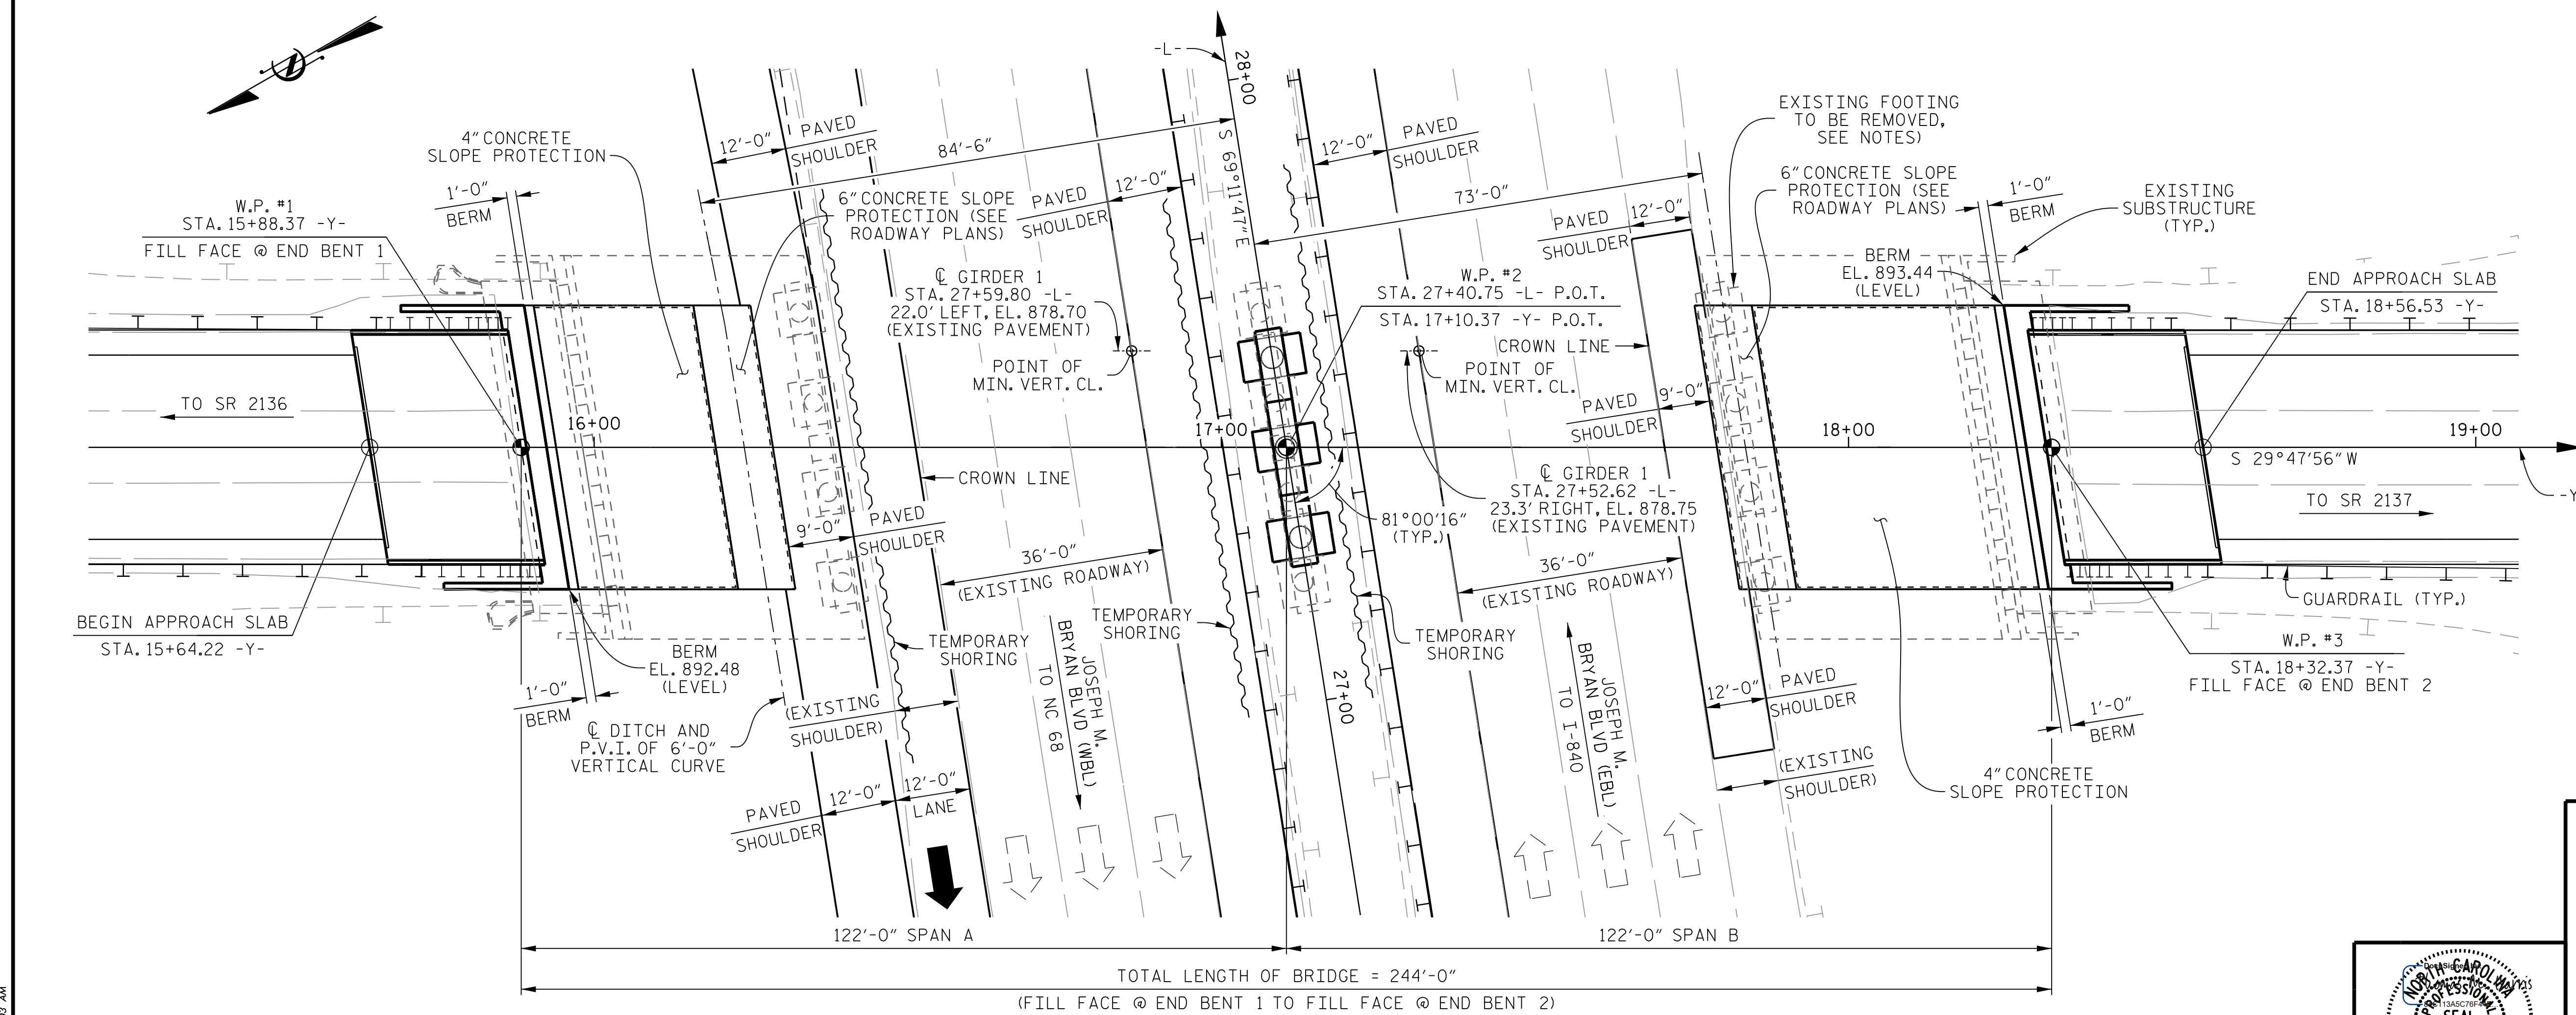 -L-
28+00
S 69°11'47"E
4" CONCRETE
SLOPE PROTECTION
12'-0"
PAVED
SHOULDER
84'-6"
12'-0"
PAVED
SHOULDER
EXISTING FOOTING
TO BE REMOVED,
SEE NOTES)
1'-0"
BERM
W.P. #1
STA. 15+88.37 -Y-
FILL FACE @ END BENT 1
6" CONCRETE SLOPE
PROTECTION (SEE
ROADWAY PLANS)
PAVED
SHOULDER
12'-0"
73'-0"
PAVED
SHOULDER
12'-0"
6" CONCRETE SLOPE
PROTECTION (SEE
ROADWAY PLANS)
1'-0"
BERM
EXISTING
SUBSTRUCTURE
(TYP.)
℄ GIRDER 1
STA. 27+59.80 -L-
22.0' LEFT, EL. 878.70
(EXISTING PAVEMENT)
POINT OF
MIN. VERT. CL.
W.P. #2
STA. 27+40.75 -L- P.O.T.
STA. 17+10.37 -Y- P.O.T.
CROWN LINE
POINT OF
MIN. VERT. CL.
BERM
EL. 893.44
(LEVEL)
END APPROACH SLAB
STA. 18+56.53 -Y-
TO SR 2136
16+00
17+00
PAVED
SHOULDER
9'-0"
18+00
19+00
S 29°47'56" W
TO SR 2137
-Y
CROWN LINE
9'-0"
PAVED
SHOULDER
81°00'16"
(TYP.)
℄ GIRDER 1
STA. 27+52.62 -L-
23.3' RIGHT, EL. 878.75
(EXISTING PAVEMENT)
36'-0"
(EXISTING ROADWAY)
36'-0"
(EXISTING ROADWAY)
GUARDRAIL (TYP.)
BEGIN APPROACH SLAB
STA. 15+64.22 -Y-
BERM
EL. 892.48
(LEVEL)
TEMPORARY
SHORING
TEMPORARY
SHORING
TEMPORARY
SHORING
W.P. #3
STA. 18+32.37 -Y-
FILL FACE @ END BENT 2
1'-0"
BERM
℄ DITCH AND
P.V.I. OF 6'-0"
VERTICAL CURVE
(EXISTING
SHOULDER)
JOSEPH M.
BRYAN BLVD (WBL)
TO NC 68
27+00
JOSEPH M.
BRYAN BLVD (EBL)
TO I-840
12'-0"
PAVED
SHOULDER
1'-0"
BERM
(EXISTING
SHOULDER)
PAVED
SHOULDER
12'-0"
12'-0"
LANE
4" CONCRETE
SLOPE PROTECTION
122'-0" SPAN A
122'-0" SPAN B
TOTAL LENGTH OF BRIDGE = 244'-0"
(FILL FACE @ END BENT 1 TO FILL FACE @ END BENT 2)
NORTH CAROLINA
PROFESSIONAL
SEAL
AM